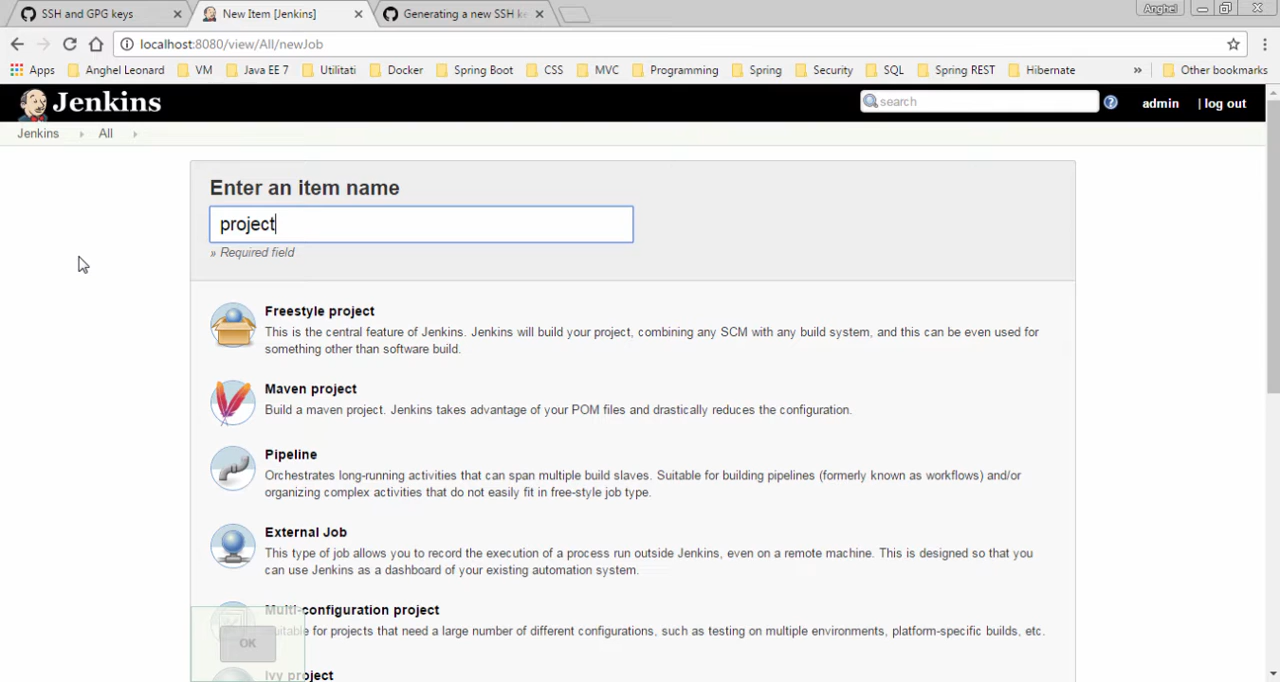 SSH and GPG keys
New Item [Jenkins]
Generating a new SSH ke
Anghel
localhost:8080/view/All/newJob
Apps
Anghel Leonard
VM
Java EE 7
Utilitati
Docker
Spring Boot
CSS
MVC
Programming
Spring
Security
SQL
Spring REST
Hibernate
»
Other bookmarks
Jenkins
search
admin
| log out
Jenkins
All
Enter an item name
project
» Required field
Freestyle project
This is the central feature of Jenkins. Jenkins will build your project, combining any SCM with any build system, and this can be even used for
something other than software build.
Maven project
Build a maven project. Jenkins takes advantage of your POM files and drastically reduces the configuration.
Pipeline
Orchestrates long-running activities that can span multiple build slaves. Suitable for building pipelines (formerly known as workflows) and/or
organizing complex activities that do not easily fit in free-style job type.
External Job
This type of job allows you to record the execution of a process run outside Jenkins, even on a remote machine. This is designed so that you
can use Jenkins as a dashboard of your existing automation system.
Multi-configuration project
Suitable for projects that need a large number of different configurations, such as testing on multiple environments, platform-specific builds, etc.
OK
Ivy project